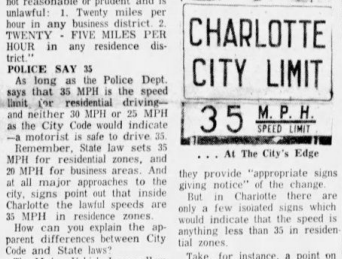 not reasonable or prudent and is
unlawful: 1. Twenty miles per
hour in any business district. 2.
TWENTY - FIVE MILES PER
HOUR in any residence dis-
trict."
POLICE SAY 35
As long as the Police Dept.
says that 35 MPH is the speed
limit for residential driving—
and neither 30 MPH or 25 MPH
as the City Code would indicate
—a motorist is safe to drive 35.
Remember, State law sets 35
MPH for residential zones, and
20 MPH for business areas. And
at all major approaches to the
city, signs point out that inside
Charlotte the lawful speeds are
35 MPH in residence zones.
How can you explain the ap-
parent differences between City
Code and State laws?
CHARLOTTE
CITY LIMIT
35 M.P.H.
SPEED LIMIT
. . . At The City's Edge
they provide "appropriate signs
giving notice" of the change.
But in Charlotte there are
only a few isolated signs which
would indicate that the speed is
anything less than 35 in residen-
tial zones.
Take for instance, a point on